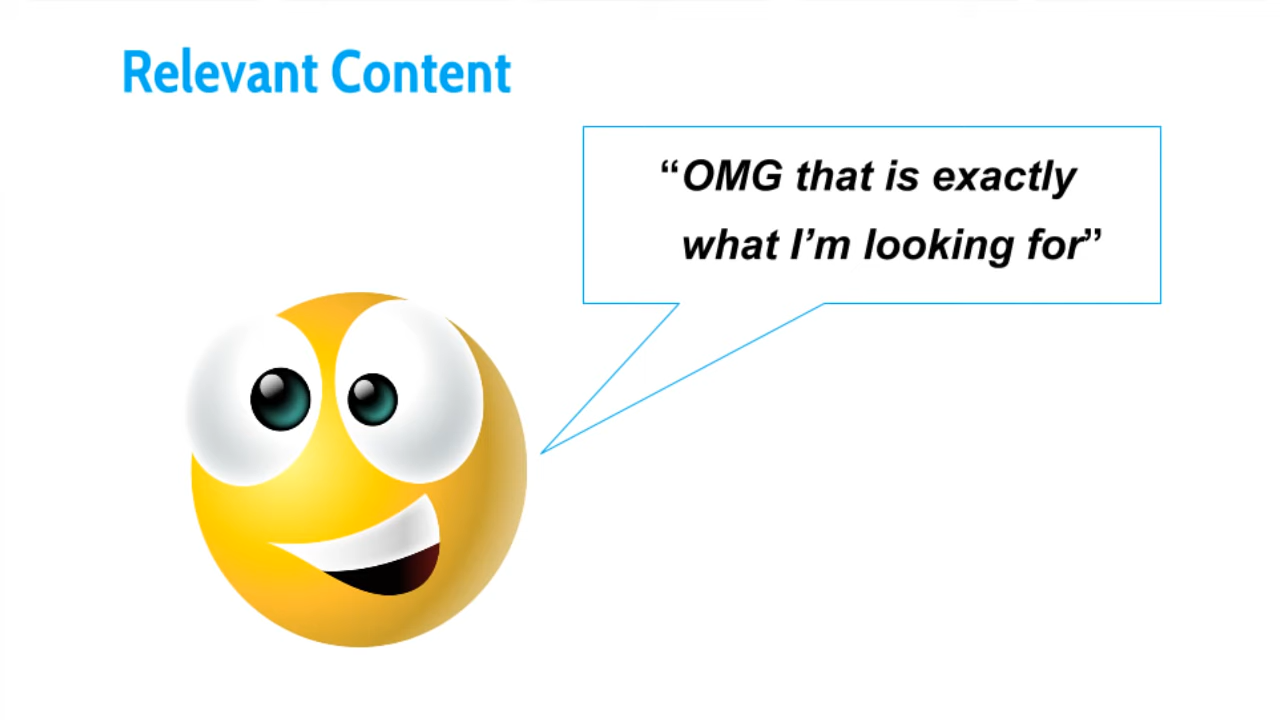 Relevant Content
“OMG that is exactly
what I’m looking for”